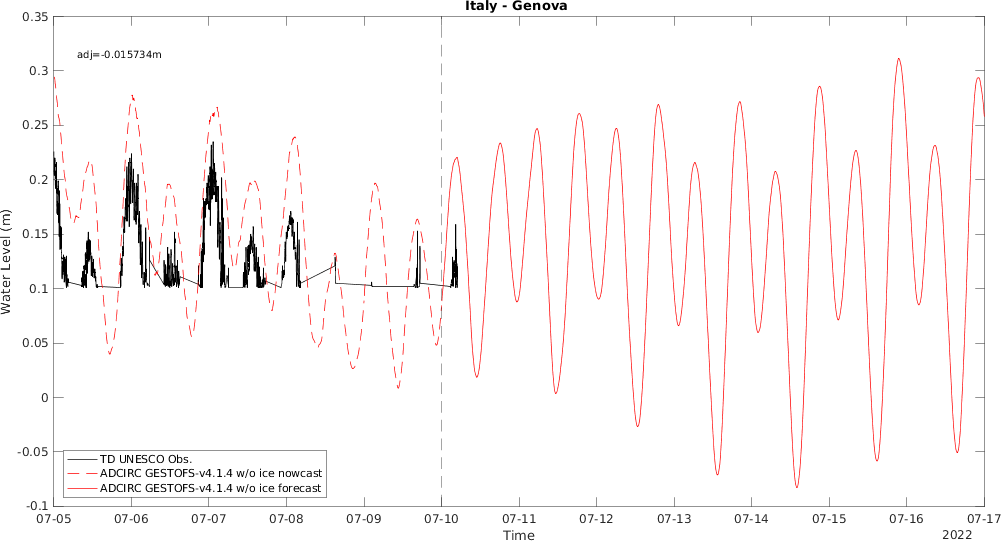 Italy - Genova
adj=-0.015734m
0.35
0.3
0.25
0.2
0.15
0.1
0.05
0
-0.05
-0.1
Water Level (m)
TD UNESCO Obs.
ADCIRC GESTOFS-v4.1.4 w/o ice nowcast
ADCIRC GESTOFS-v4.1.4 w/o ice forecast
07-05 07-06 07-07 07-08 07-09 07-10 07-11 07-12 07-13 07-14 07-15 07-16 07-17
Time
2022